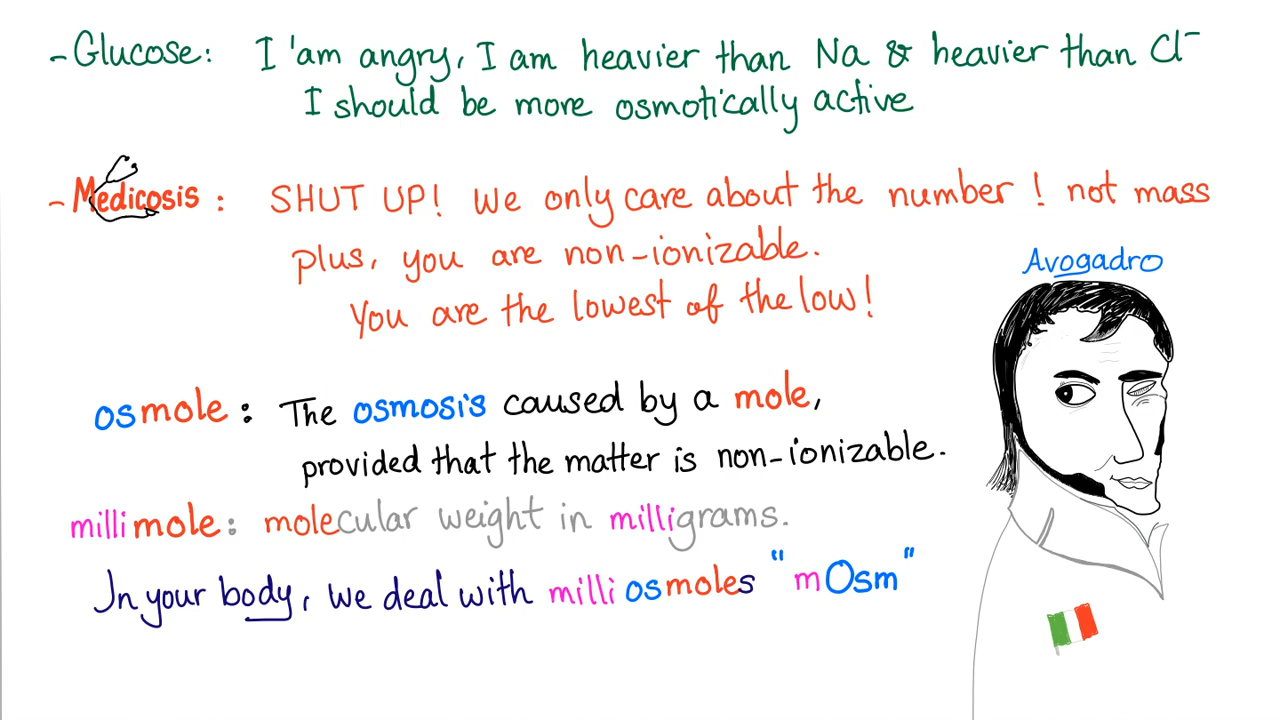 - Glucose: I 'am angry, I am heavier than Na & heavier than Cl⁻
I should be more osmotically active
- Medicosis : SHUT UP! We only care about the number ! not mass
plus, you are non-ionizable.
You are the lowest of the low!
Avogadro
osmole : The osmosis caused by a mole,
provided that the matter is non-ionizable.
millimole: molecular weight in milligrams.
In your body, we deal with milliosmoles "mOsm"